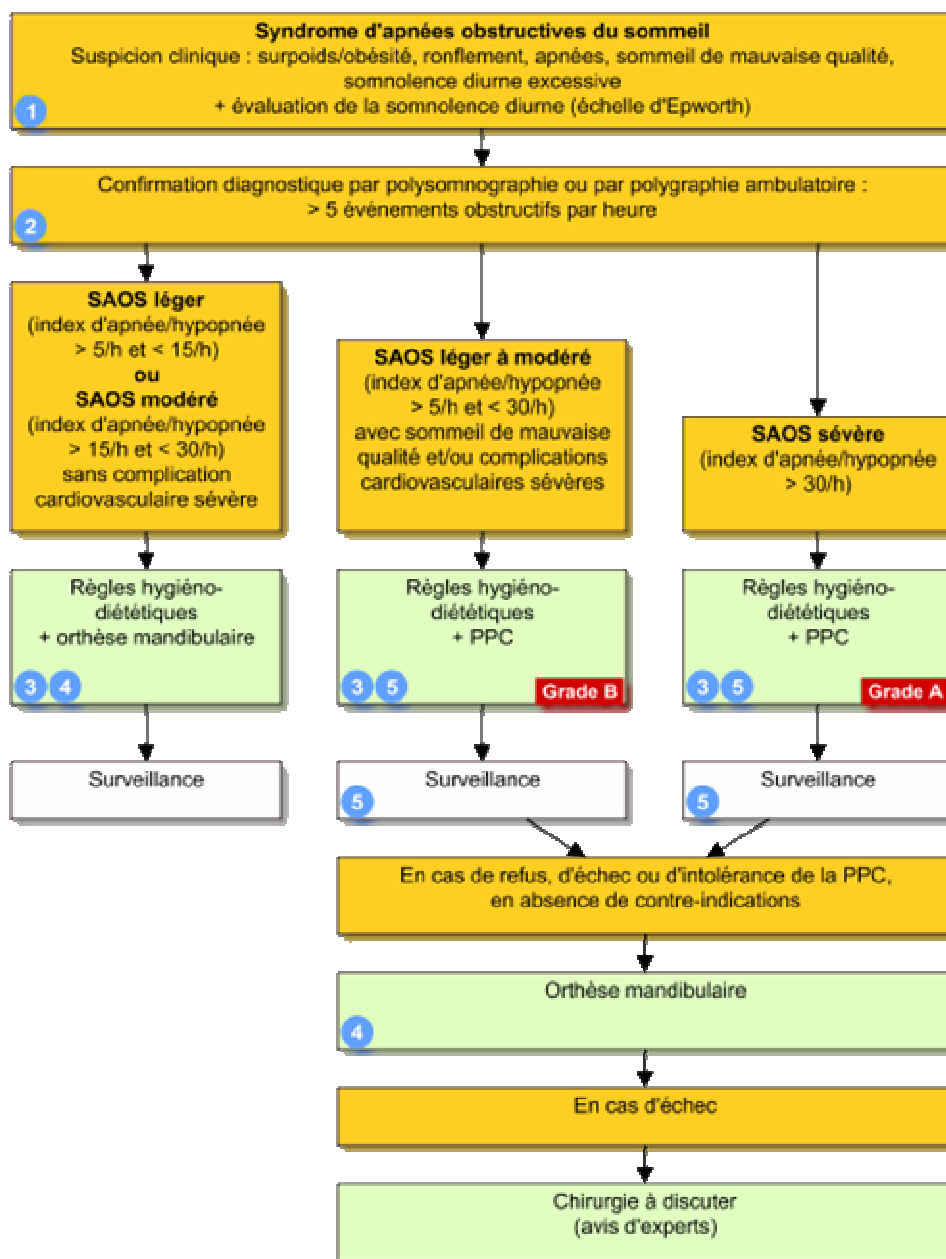 Syndrome d'apnées obstructives du sommeil
Suspicion clinique : surpoids/obésité, ronflement, apnées, sommeil de mauvaise qualité,
somnolence diurne excessive
+ évaluation de la somnolence diurne (échelle d'Epworth)
1
Confirmation diagnostique par polysomnographie ou par polygraphie ambulatoire :
> 5 événements obstructifs par heure
2
SAOS léger
(index d'apnée/hypopnée
> 5/h et < 15/h)
ou
SAOS modéré
(index d'apnée/hypopnée
> 15/h et < 30/h)
sans complication
cardiovasculaire sévère
SAOS léger à modéré
(index d'apnée/hypopnée
> 5/h et < 30/h)
avec sommeil de mauvaise
qualité et/ou complications
cardiovasculaires sévères
SAOS sévère
(index d'apnée/hypopnée
> 30/h)
Règles hygiéno-
diététiques
+ orthèse mandibulaire
3 4
Règles hygiéno-
diététiques
+ PPC
3 5 Grade B
Règles hygiéno-
diététiques
+ PPC
3 5 Grade A
Surveillance
Surveillance
5
Surveillance
5
En cas de refus, d'échec ou d'intolérance de la PPC,
en absence de contre-indications
Orthèse mandibulaire
4
En cas d'échec
Chirurgie à discuter
(avis d'experts)